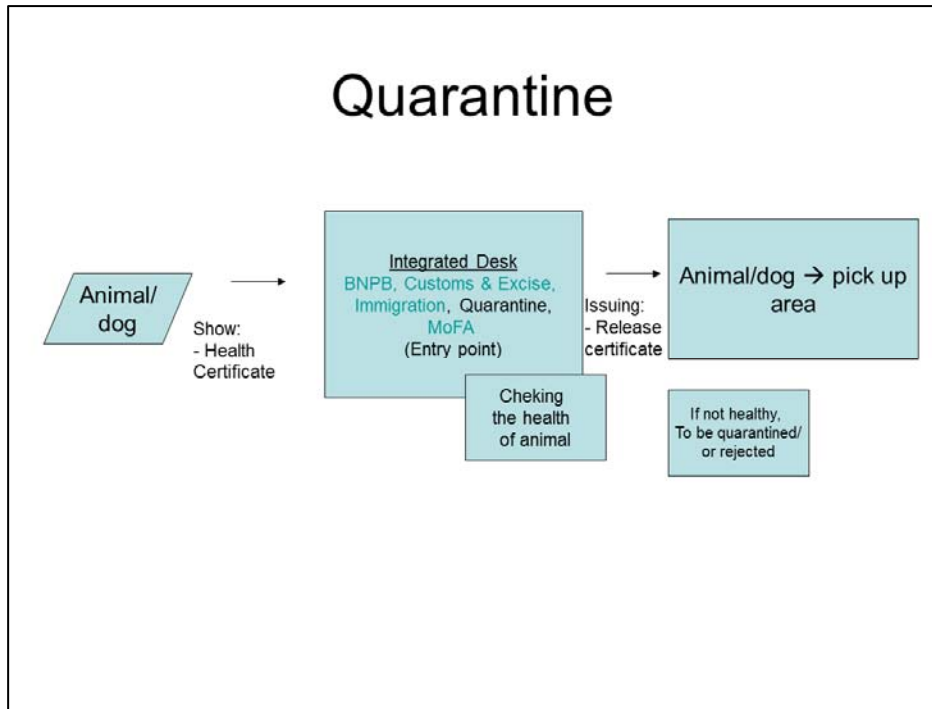 Quarantine
Animal/
dog
Show:
- Health
Certificate
Integrated Desk
BNPB, Customs & Excise,
Immigration, Quarantine,
MoFA
(Entry point)
Cheking
the health
of animal
Issuing:
- Release
certificate
Animal/dog → pick up
area
If not healthy,
To be quarantined/
or rejected